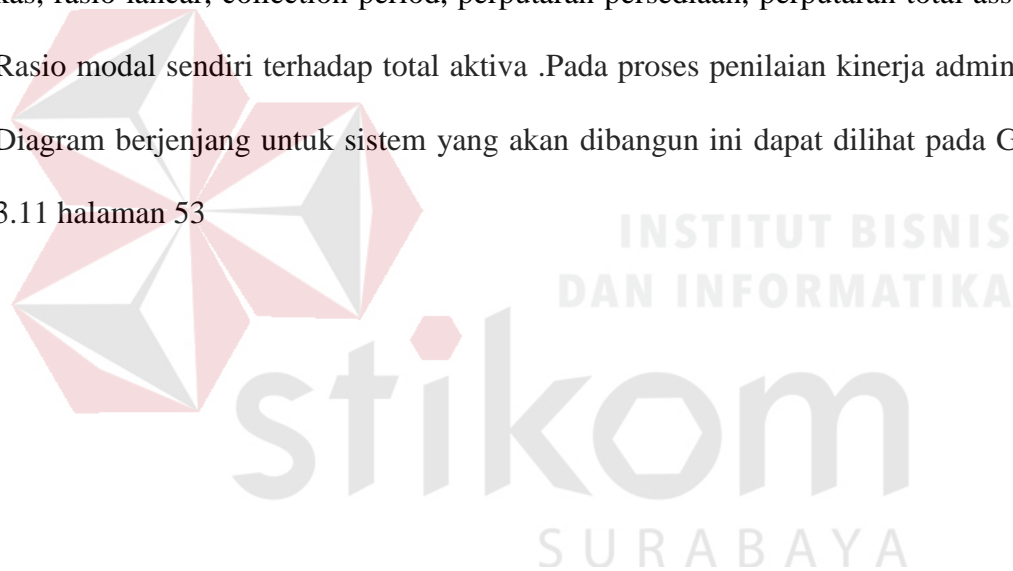 kas, rasio lancar, collection period, perputaran persediaan, perputaran total ass
Rasio modal sendiri terhadap total aktiva .Pada proses penilaian kinerja admin
Diagram berjenjang untuk sistem yang akan dibangun ini dapat dilihat pada G
3.11 halaman 53
INSTITUT BISNIS
DAN INFORMATIKA
stikom
SURABAYA